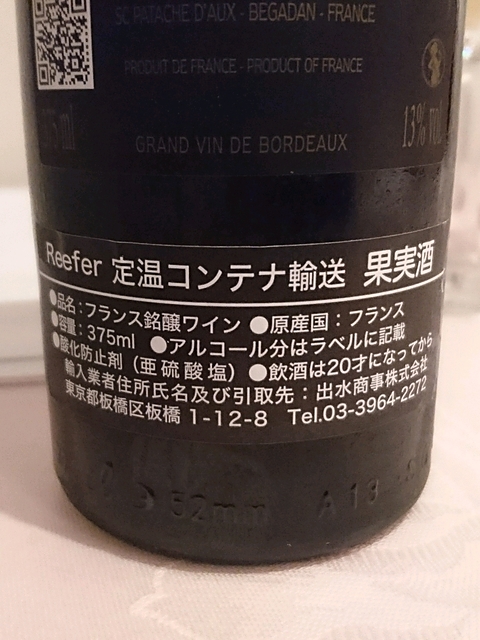 SC PATACHE D'AUX - BEGADAN - FRANCE
PRODUIT DE FRANCE - PRODUCT OF FRANCE
375ml
13% vol.
GRAND VIN DE BORDEAUX
Reefer 定温コンテナ輸送 果実酒
●品名：フランス銘醸ワイン ●原産国：フランス
●容量：375ml ●アルコール分はラベルに記載
●酸化防止剤（亜硫酸塩）●飲酒は20才になってから
輸入業者住所氏名及び引取先：出水商事株式会社
東京都板橋区板橋 1-12-8 Tel.03-3964-2272
52mm A 13